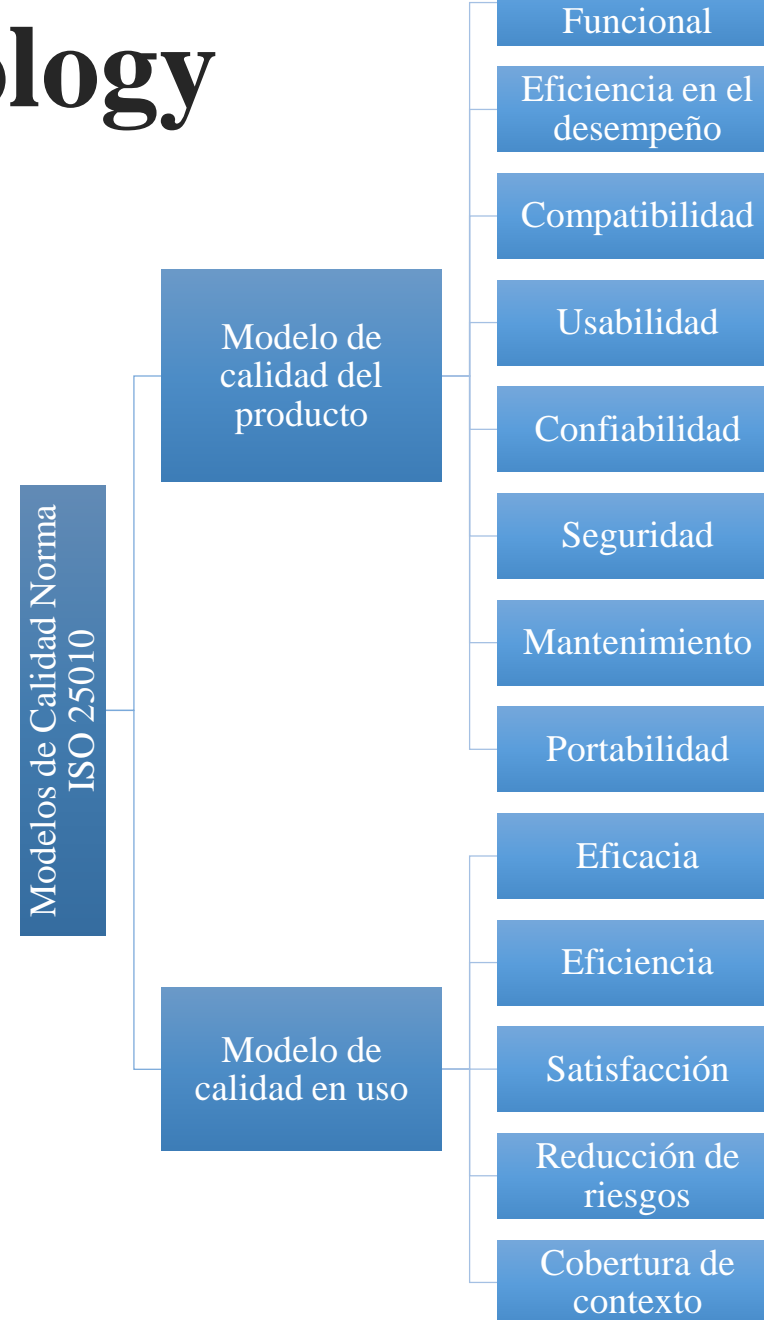 ology
Modelos de Calidad Norma
ISO 25010
Modelo de
calidad del
producto
Funcional
Eficiencia en el
desempeño
Compatibilidad
Usabilidad
Confiabilidad
Seguridad
Mantenimiento
Portabilidad
Modelo de
calidad en uso
Eficacia
Eficiencia
Satisfacción
Reducción de
riesgos
Cobertura de
contexto